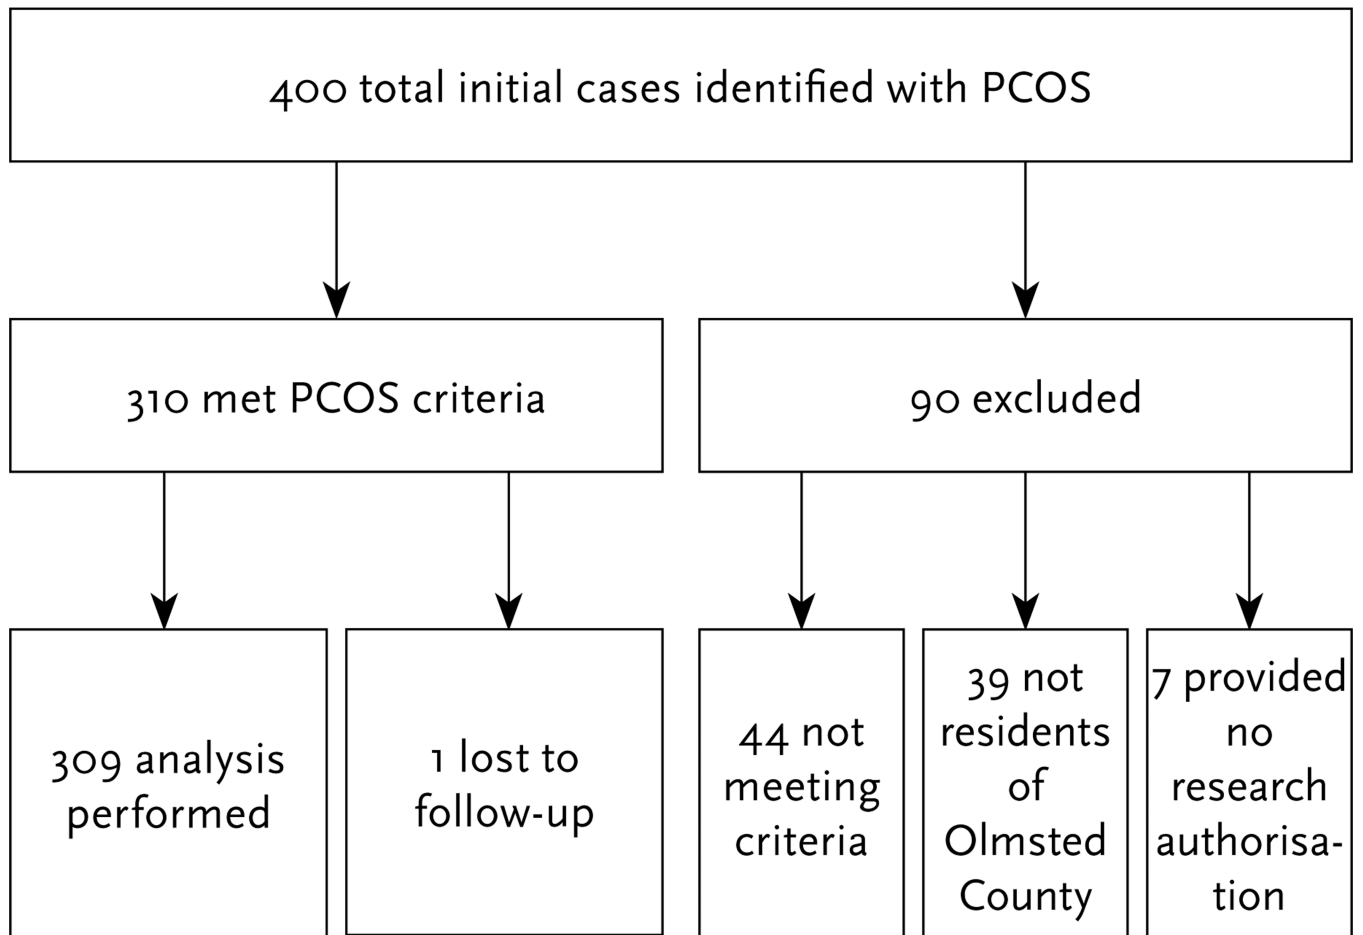 400 total initial cases identified with PCOS
310 met PCOS criteria
90 excluded
309 analysis
performed
1 lost to
follow-up
44 not
meeting
criteria
39 not
residents
of
Olmsted
County
7 provided
no
research
authorisa-
tion